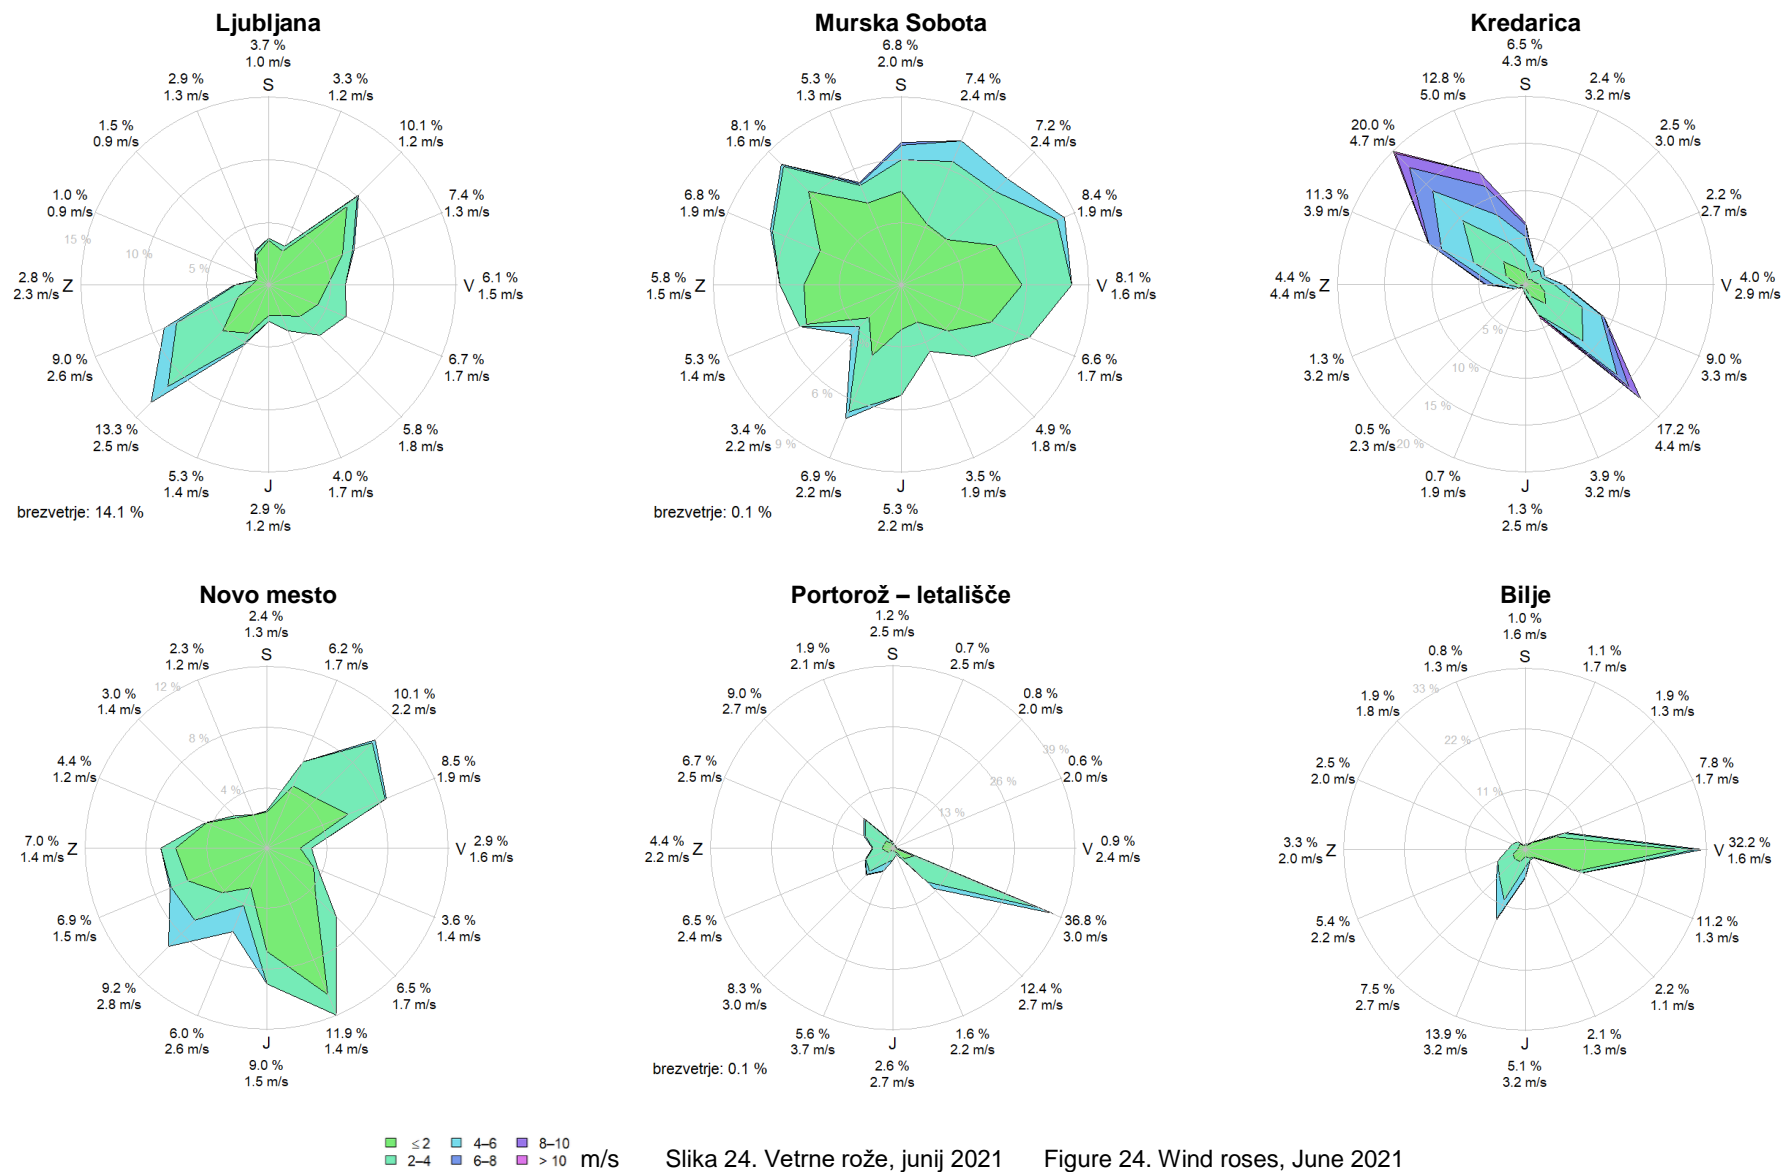 Ljubljana
3.7 %
1.0 m/s
S
3.3 %
1.2 m/s
10.1 %
1.2 m/s
7.4 %
1.3 m/s
V 6.1 %
1.5 m/s
6.7 %
1.7 m/s
5.8 %
1.8 m/s
4.0 %
1.7 m/s
J
2.9 %
1.2 m/s
5.3 %
1.4 m/s
13.3 %
2.5 m/s
9.0 %
2.6 m/s
2.8 %
2.3 m/s Z
1.0 %
0.9 m/s
1.5 %
0.9 m/s
2.9 %
1.3 m/s
15 %
10 %
5 %
brezvetrje: 14.1 %
Murska Sobota
6.8 %
2.0 m/s
7.4 %
2.4 m/s
7.2 %
2.4 m/s
8.4 %
1.9 m/s
V 8.1 %
1.6 m/s
6.6 %
1.7 m/s
4.9 %
1.8 m/s
3.5 %
1.9 m/s
5.3 %
2.2 m/s
6.9 %
2.2 m/s
3.4 %
2.2 m/s
5.3 %
1.4 m/s
5.8 %
1.5 m/s Z
6.8 %
1.9 m/s
8.1 %
1.6 m/s
5.3 %
1.3 m/s
S
J
6 %
9 %
brezvetrje: 0.1 %
Kredarica
6.5 %
4.3 m/s
S
2.4 %
3.2 m/s
2.5 %
3.0 m/s
2.2 %
2.7 m/s
V 4.0 %
2.9 m/s
9.0 %
3.3 m/s
17.2 %
4.4 m/s
3.9 %
3.2 m/s
J
1.3 %
2.5 m/s
0.7 %
1.9 m/s
0.5 %
2.3 m/s
1.3 %
3.2 m/s
4.4 %
4.4 m/s Z
11.3 %
3.9 m/s
20.0 %
4.7 m/s
12.8 %
5.0 m/s
5 %
10 %
15 %
20 %
Novo mesto
2.4 %
1.3 m/s
S
6.2 %
1.7 m/s
10.1 %
2.2 m/s
8.5 %
1.9 m/s
V 2.9 %
1.6 m/s
3.6 %
1.4 m/s
6.5 %
1.7 m/s
11.9 %
1.4 m/s
J
9.0 %
1.5 m/s
6.0 %
2.6 m/s
9.2 %
2.8 m/s
6.9 %
1.5 m/s
7.0 %
1.4 m/s Z
4.4 %
1.2 m/s
3.0 %
1.4 m/s
2.3 %
1.2 m/s
12 %
8 %
4 %
Portorož – letališče
1.2 %
2.5 m/s
S
0.7 %
2.5 m/s
0.8 %
2.0 m/s
0.6 %
2.0 m/s
V 0.9 %
2.4 m/s
36.8 %
3.0 m/s
12.4 %
2.7 m/s
1.6 %
2.2 m/s
J
2.6 %
2.7 m/s
5.6 %
3.7 m/s
8.3 %
3.0 m/s
6.5 %
2.4 m/s
4.4 %
2.2 m/s Z
6.7 %
2.5 m/s
9.0 %
2.7 m/s
1.9 %
2.1 m/s
39 %
26 %
13 %
brezvetrje: 0.1 %
Bilje
1.0 %
1.6 m/s
S
1.1 %
1.7 m/s
1.9 %
1.3 m/s
7.8 %
1.7 m/s
V 32.2 %
1.6 m/s
11.2 %
1.3 m/s
2.2 %
1.1 m/s
2.1 %
1.3 m/s
J
5.1 %
3.2 m/s
13.9 %
3.2 m/s
7.5 %
2.7 m/s
5.4 %
2.2 m/s
3.3 %
2.0 m/s Z
2.5 %
2.0 m/s
1.9 %
1.8 m/s
0.8 %
1.3 m/s
33 %
22 %
11 %
≤ 2 4–6 8–10
2–4 6–8 > 10 m/s Slika 24. Vetrne rože, junij 2021 Figure 24. Wind roses, June 2021